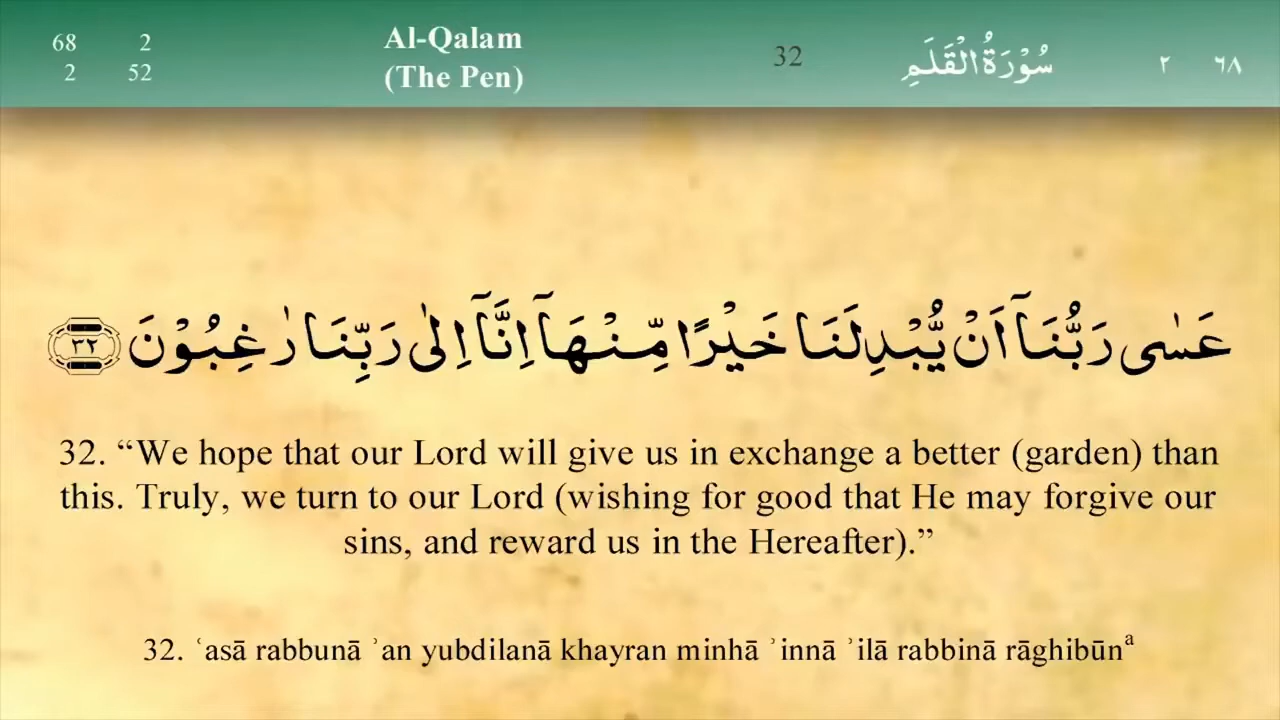 68 2
2 52
Al-Qalam
(The Pen)
32
سُوْرَةُ الْقَلَمِ
٢ ٦٨
عَسٰى رَبُّنَآ اَنْ يُّبْدِلَنَا خَيْرًا مِّنْهَآ اِنَّآ اِلٰى رَبِّنَا رٰغِبُوْنَ ٣٢
32. “We hope that our Lord will give us in exchange a better (garden) than
this. Truly, we turn to our Lord (wishing for good that He may forgive our
sins, and reward us in the Hereafter).”
32. ʿasā rabbunā ʾan yubdilanā khayran minhā ʾinnā ʾilā rabbinā rāghibūnᵃ